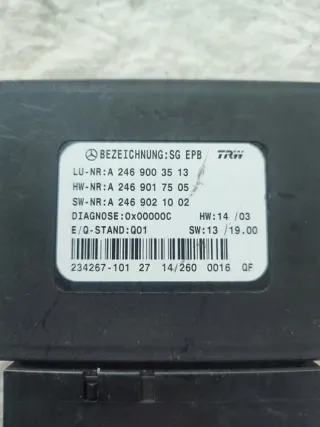 BEZEICHNUNG:SG EPB TRW
LU-NR:A 246 900 35 13
HW-NR:A 246 901 75 05
SW-NR:A 246 902 10 02
DIAGNOSE:0x00000C HW:14 /03
E/Q-STAND:Q01 SW:13 /19.00
234267-101 27 14/260 0016 QF